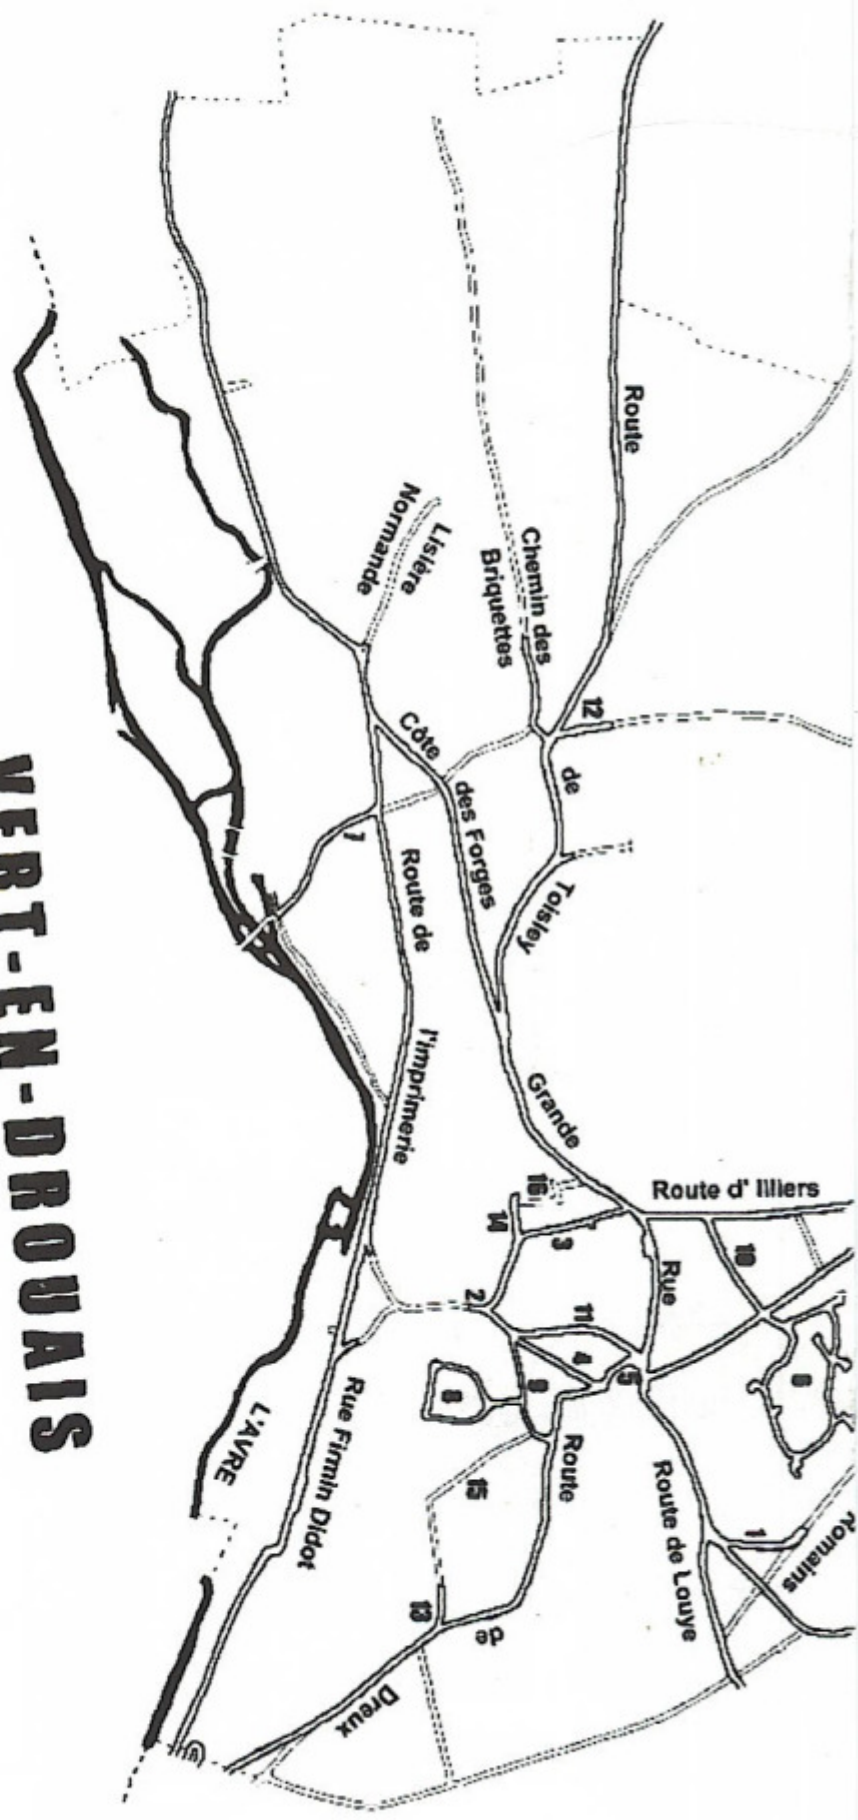 Route
12
de
Toisley
Chemin des
Briquettes
Lisière
Normande
Côte
des Forges
7
Route de
l'imprimerie
Grande
Rue
Route d' Illiers
16
14
3
10
2
11
4
5
6
9
8
Route
de
Dreux
15
13
Route de Louye
1
Romains
Rue Firmin Didot
L'AVRE
VERT-EN-DROUAIS